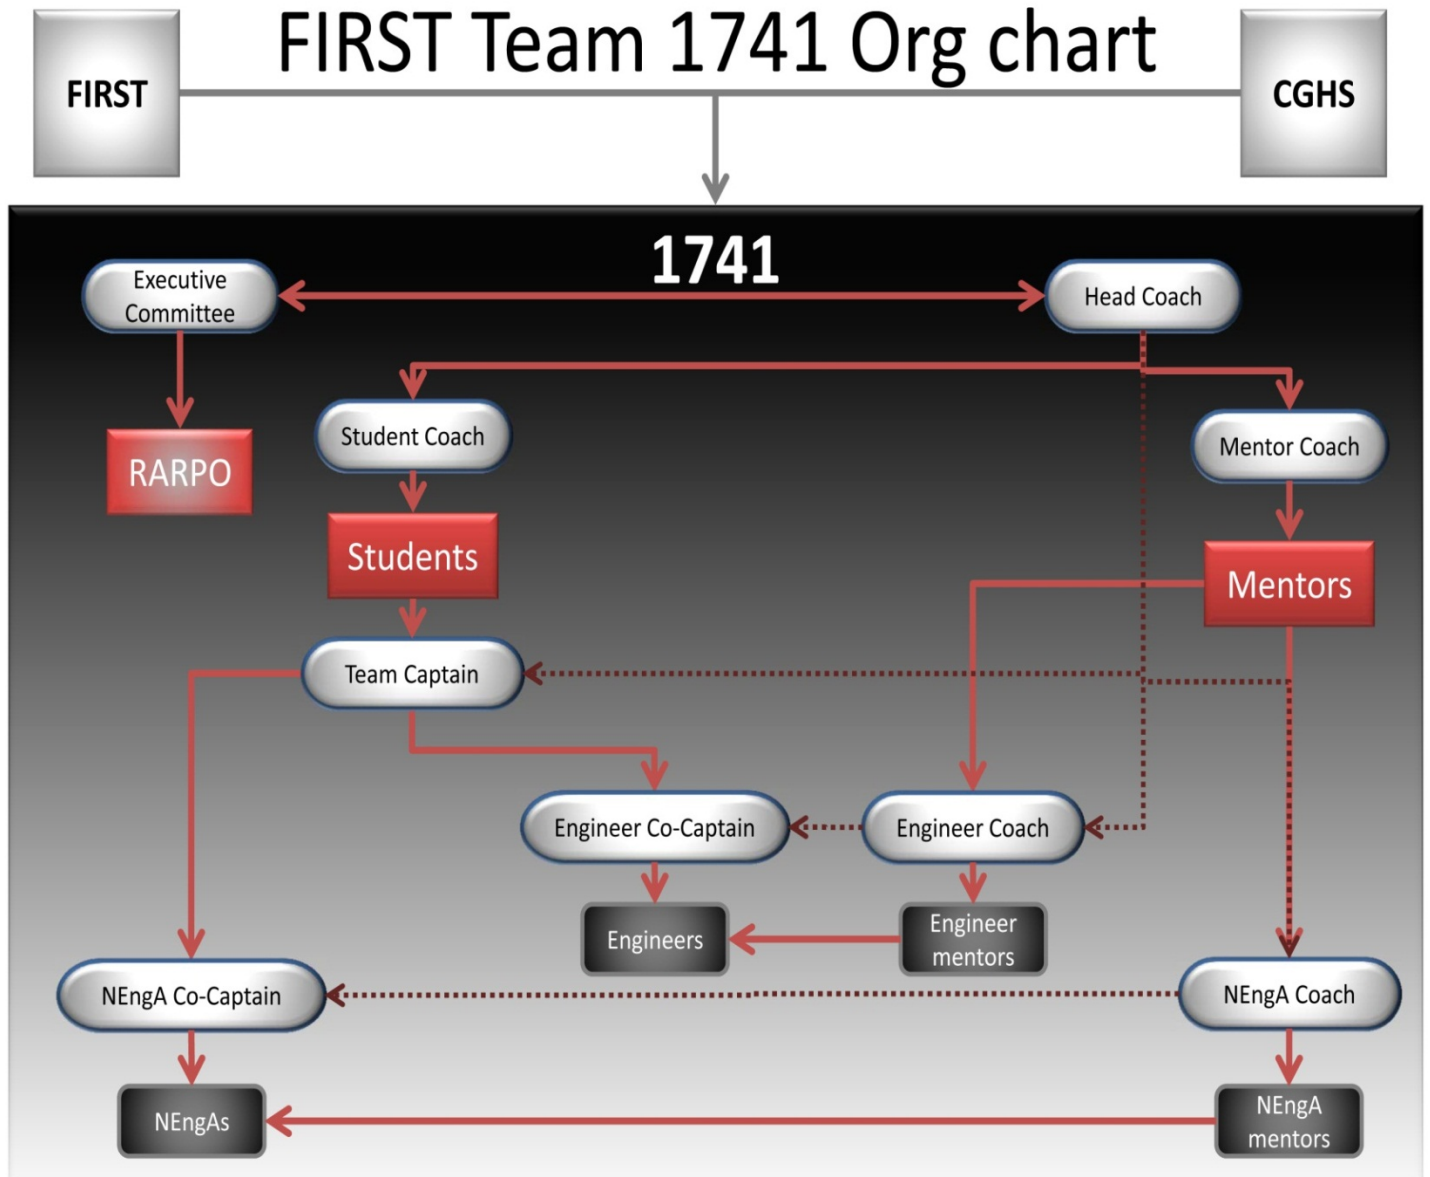 FIRST Team 1741 Org chart
FIRST
CGHS
1741
Executive
Committee
Head Coach
RARPO
Student Coach
Mentor Coach
Students
Mentors
Team Captain
Engineer Co-Captain
Engineer Coach
Engineers
Engineer
mentors
NEngA Co-Captain
NEngA Coach
NEngAs
NEngA
mentors